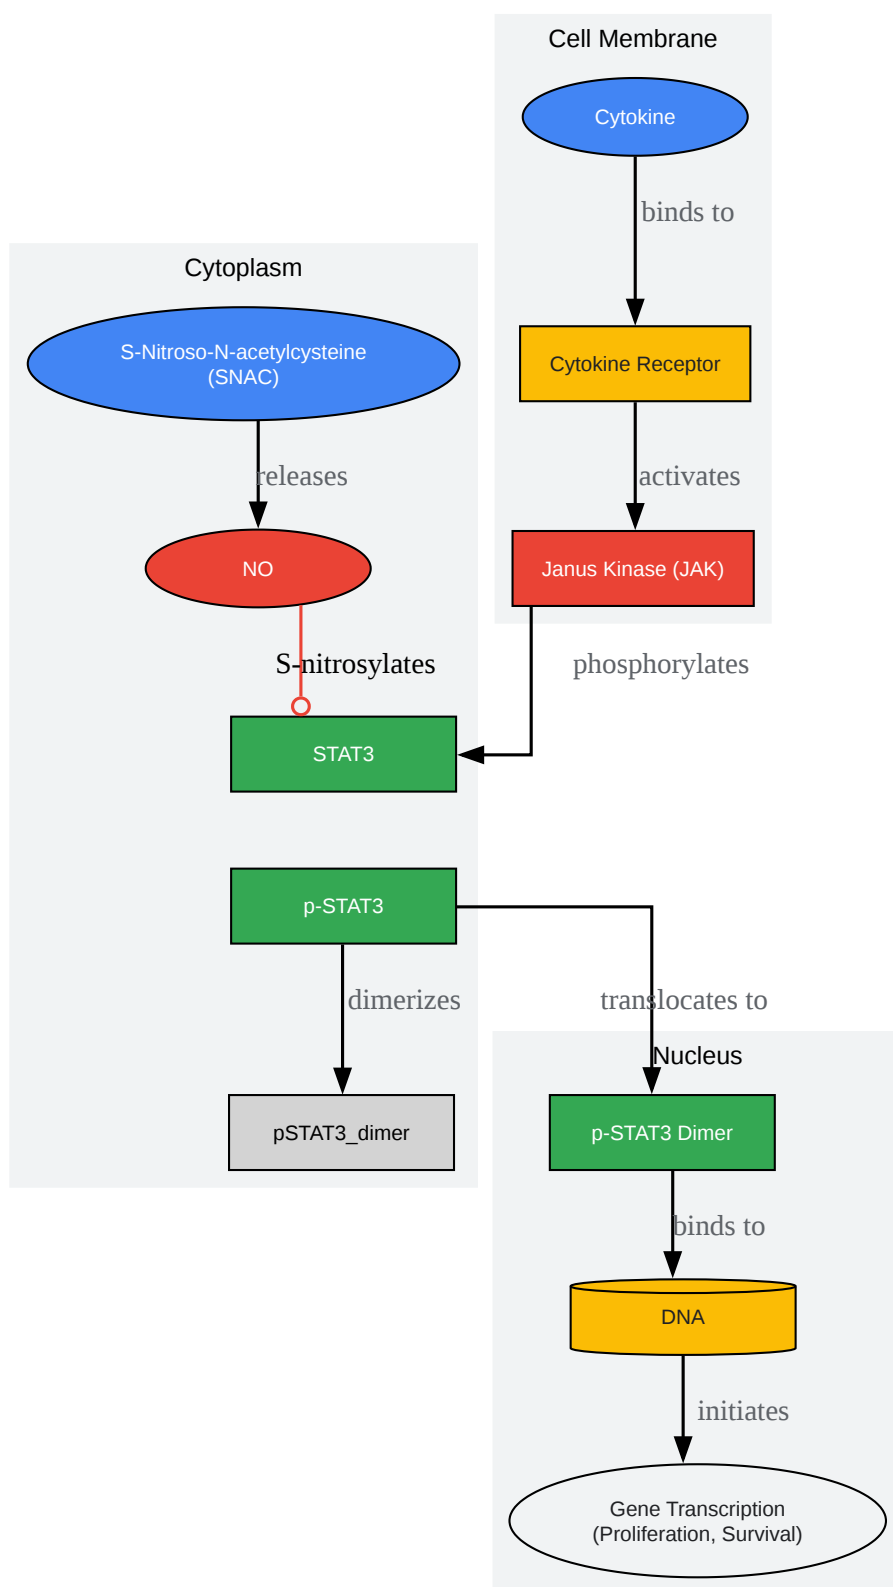 Cell Membrane
Cytokine
binds to
Cytoplasm
S-Nitroso-N-acetylcysteine
(SNAC)
Cytokine Receptor
releases
activates
NO
Janus Kinase (JAK)
S-nitrosylates
phosphorylates
STAT3
p-STAT3
dimerizes
translocates to
Nucleus
pSTAT3_dimer
p-STAT3 Dimer
binds to
DNA
initiates
Gene Transcription
(Proliferation, Survival)